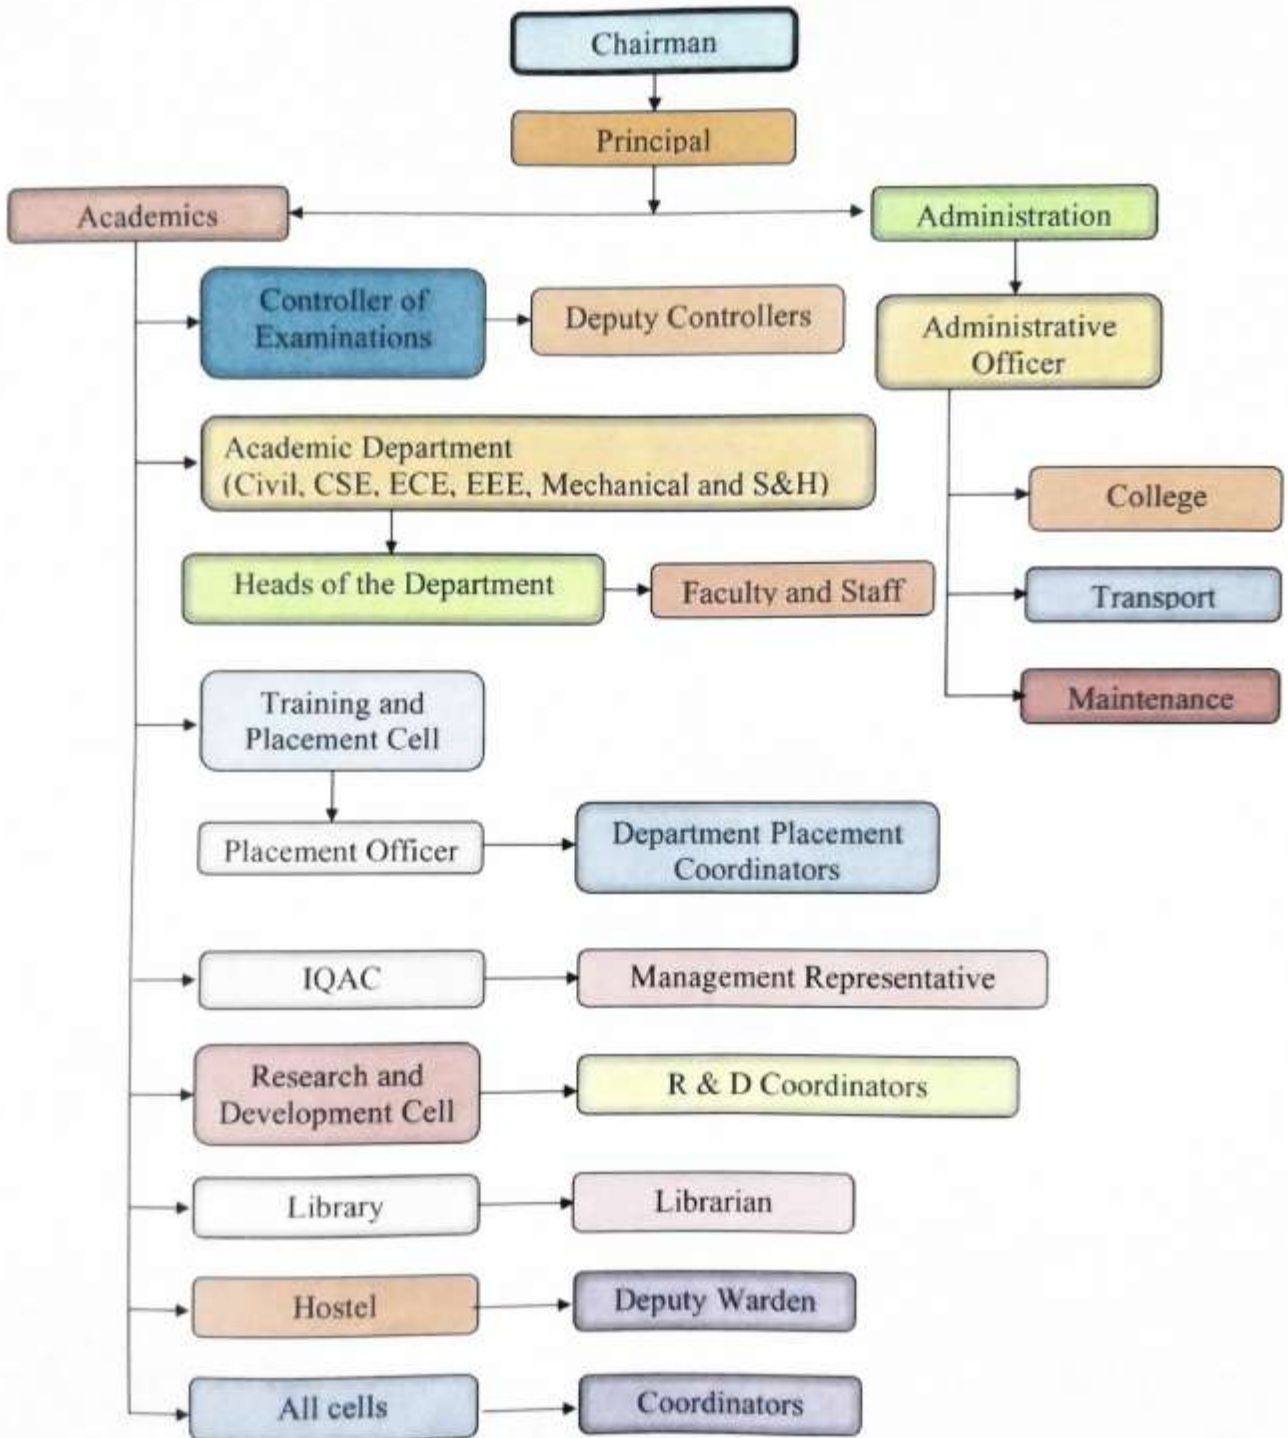 Chairman
Principal
Academics
Administration
Controller of
Examinations
Deputy Controllers
Administrative
Officer
Academic Department
(Civil, CSE, ECE, EEE, Mechanical and S&H)
College
Heads of the Department
Faculty and Staff
Transport
Training and
Placement Cell
Maintenance
Placement Officer
Department Placement
Coordinators
IQAC
Management Representative
Research and
Development Cell
R & D Coordinators
Library
Librarian
Hostel
Deputy Warden
All cells
Coordinators